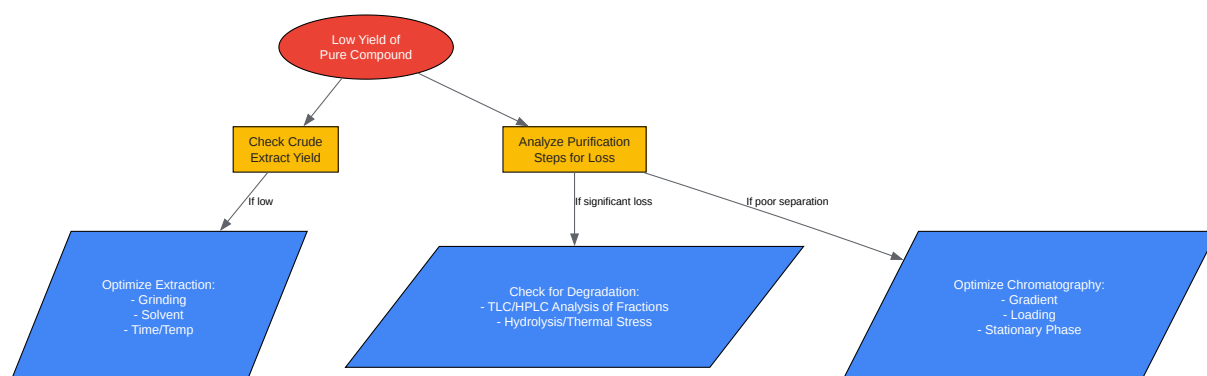 Low Yield of
Pure Compound
Check Crude
Extract Yield
Analyze Purification
Steps for Loss
If low
If significant loss
If poor separation
Optimize Extraction:
- Grinding
- Solvent
- Time/Temp
Check for Degradation:
- TLC/HPLC Analysis of Fractions
- Hydrolysis/Thermal Stress
Optimize Chromatography:
- Gradient
- Loading
- Stationary Phase